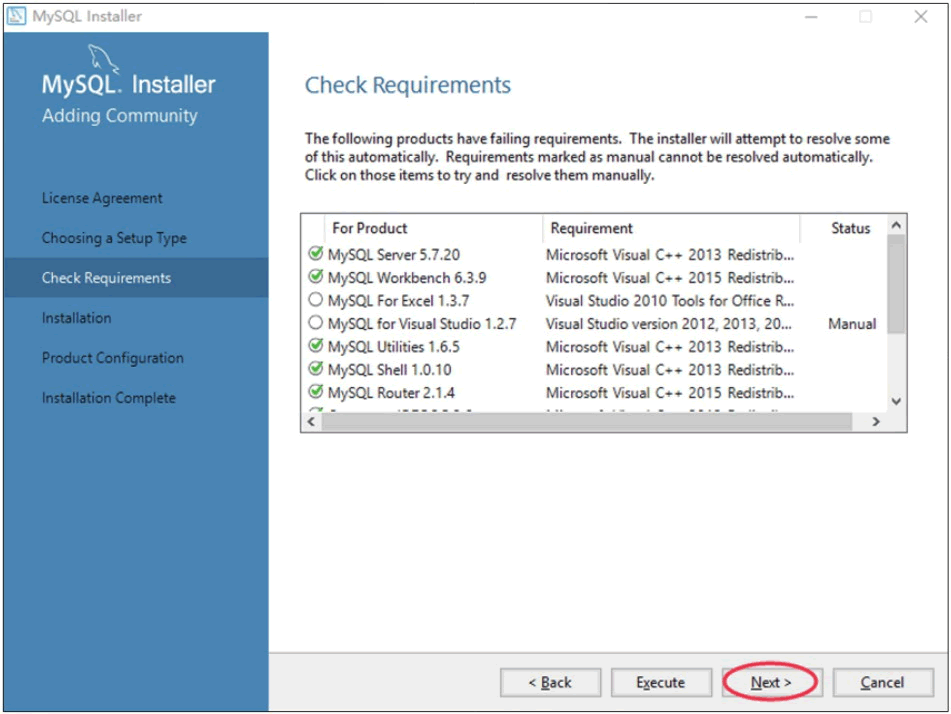 MySQL Installer
MySQL. Installer
Adding Community
License Agreement
Choosing a Setup Type
Check Requirements
Installation
Product Configuration
Installation Complete
Check Requirements
The following products have failing requirements. The installer will attempt to resolve some
of this automatically. Requirements marked as manual cannot be resolved automatically.
Click on those items to try and resolve them manually.
For Product Requirement Status
MySQL Server 5.7.20 Microsoft Visual C++ 2013 Redistrib...
MySQL Workbench 6.3.9 Microsoft Visual C++ 2015 Redistrib...
MySQL For Excel 1.3.7 Visual Studio 2010 Tools for Office R...
MySQL for Visual Studio 1.2.7 Visual Studio version 2012, 2013, 20... Manual
MySQL Utilities 1.6.5 Microsoft Visual C++ 2013 Redistrib...
MySQL Shell 1.0.10 Microsoft Visual C++ 2013 Redistrib...
MySQL Router 2.1.4 Microsoft Visual C++ 2015 Redistrib...
< Back Execute Next > Cancel